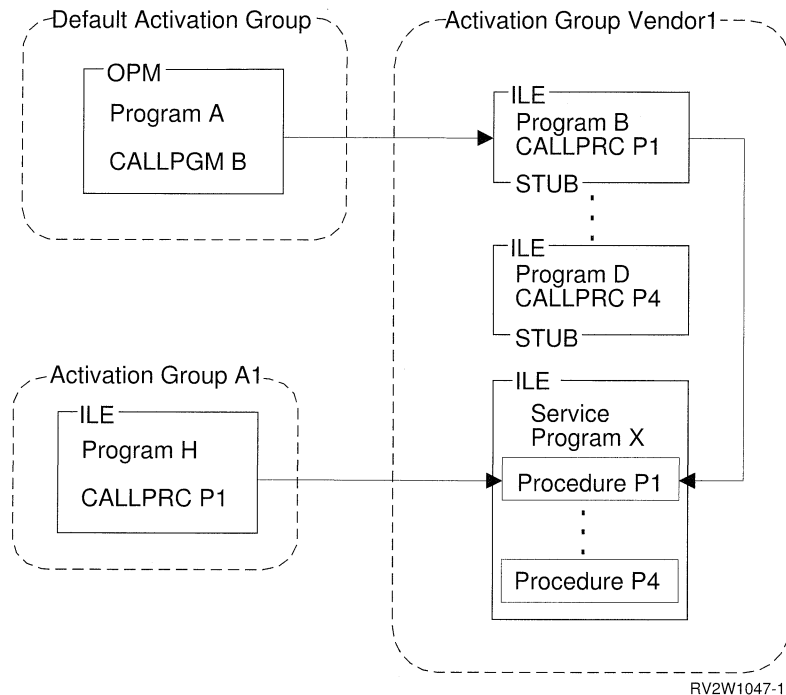 Default Activation Group
OPM
Program A
CALLPGM B
Activation Group Vendor1
ILE
Program B
CALLPRC P1
STUB
ILE
Program D
CALLPRC P4
STUB
Activation Group A1
ILE
Program H
CALLPRC P1
ILE
Service
Program X
Procedure P1
Procedure P4
RV2W1047-1